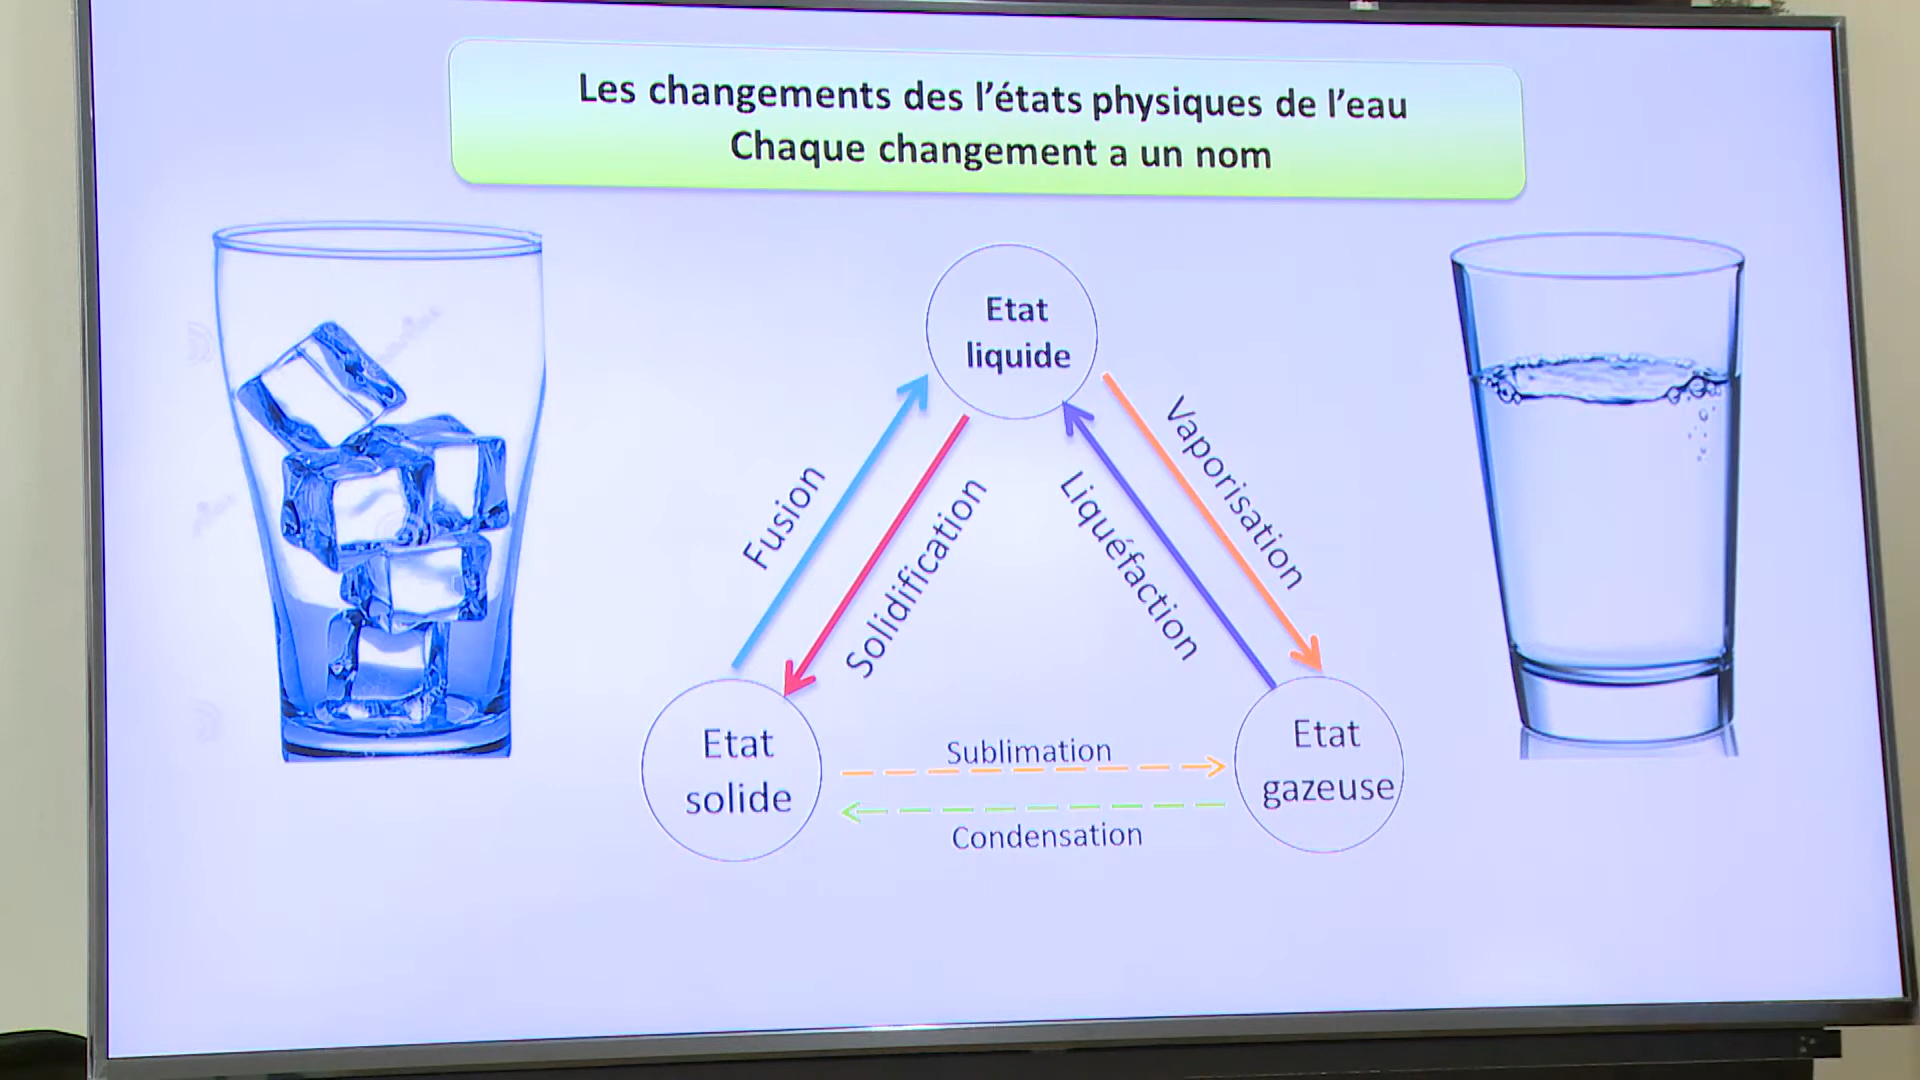 Les changements des l'états physiques de l'eau
Chaque changement a un nom
Etat
liquide
Fusion
Solidification
Liquéfaction
Vaporisation
Etat
solide
Sublimation
Condensation
Etat
gazeuse